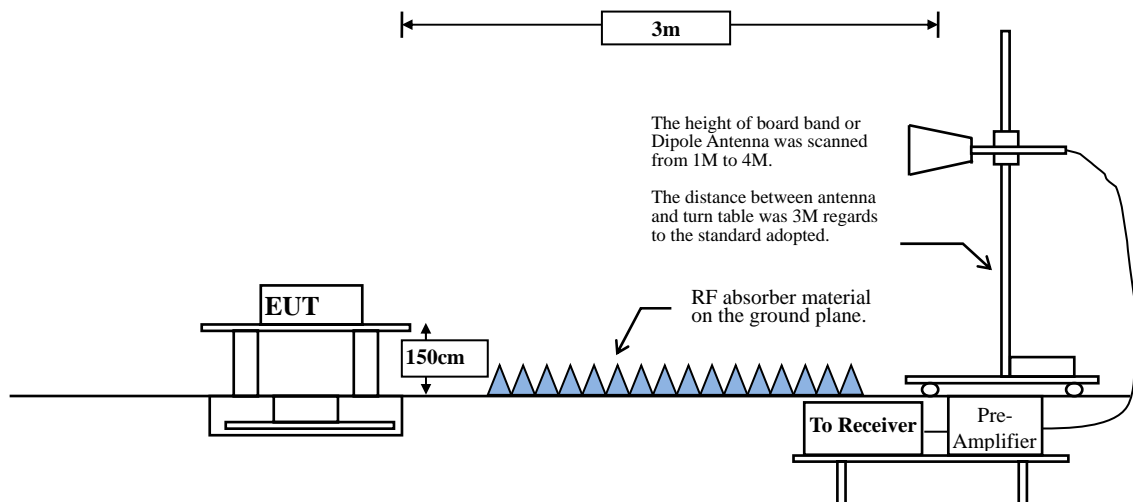 3m
The height of board band or
Dipole Antenna was scanned
from 1M to 4M.
The distance between antenna
and turn table was 3M regards
to the standard adopted.
EUT
RF absorber material
on the ground plane.
150cm
To Receiver
Pre-
Amplifier